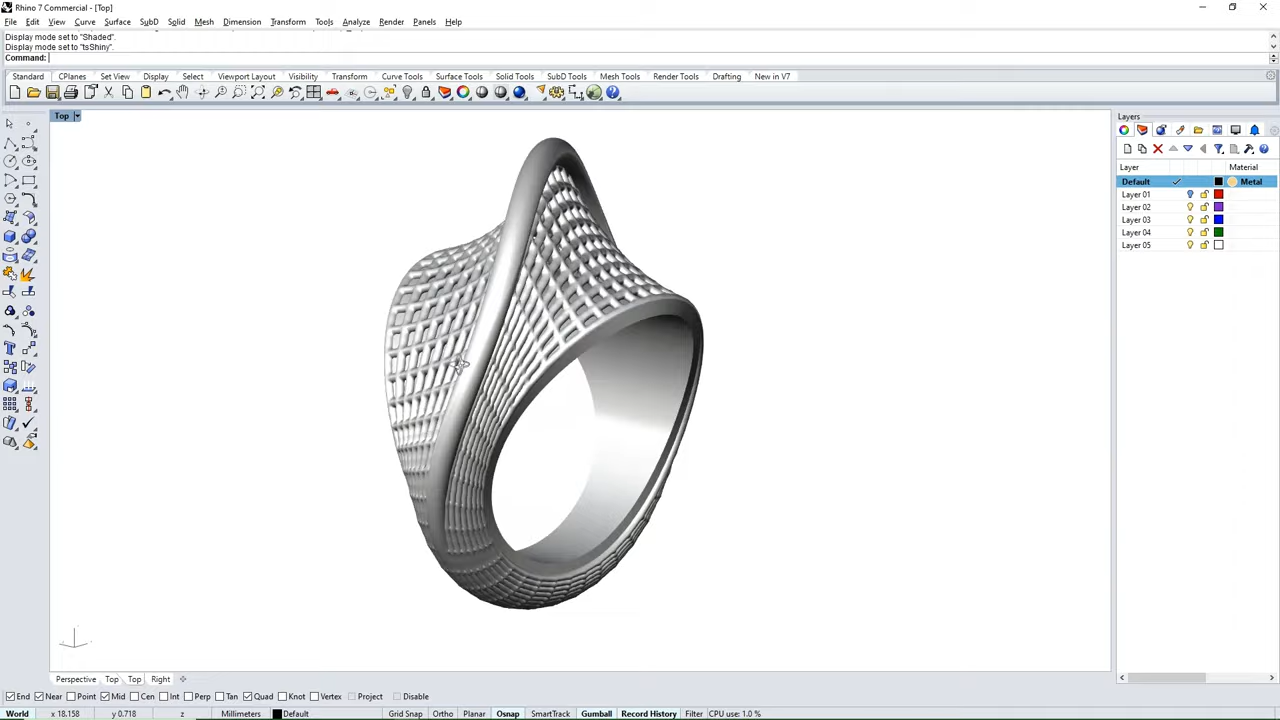 Rhino 7 Commercial - [Top]
File Edit View Curve Surface SubD Solid Mesh Dimension Transform Tools Analyze Render Panels Help
Display mode set to "Shaded".
Display mode set to "tsShiny".
Command:
Standard CPlanes Set View Display Select Viewport Layout Visibility Transform Curve Tools Surface Tools Solid Tools SubD Tools Mesh Tools Render Tools Drafting New in V7
Top
Layers
Layer Material
Default Metal
Layer 01
Layer 02
Layer 03
Layer 04
Layer 05
Perspective Top Top Right
End Near Point Mid Cen Int Perp Tan Quad Knot Vertex Project Disable
World x 18.158 y 0.718 z Millimeters Default Grid Snap Ortho Planar Osnap SmartTrack Gumball Record History Filter CPU use: 1.0 %